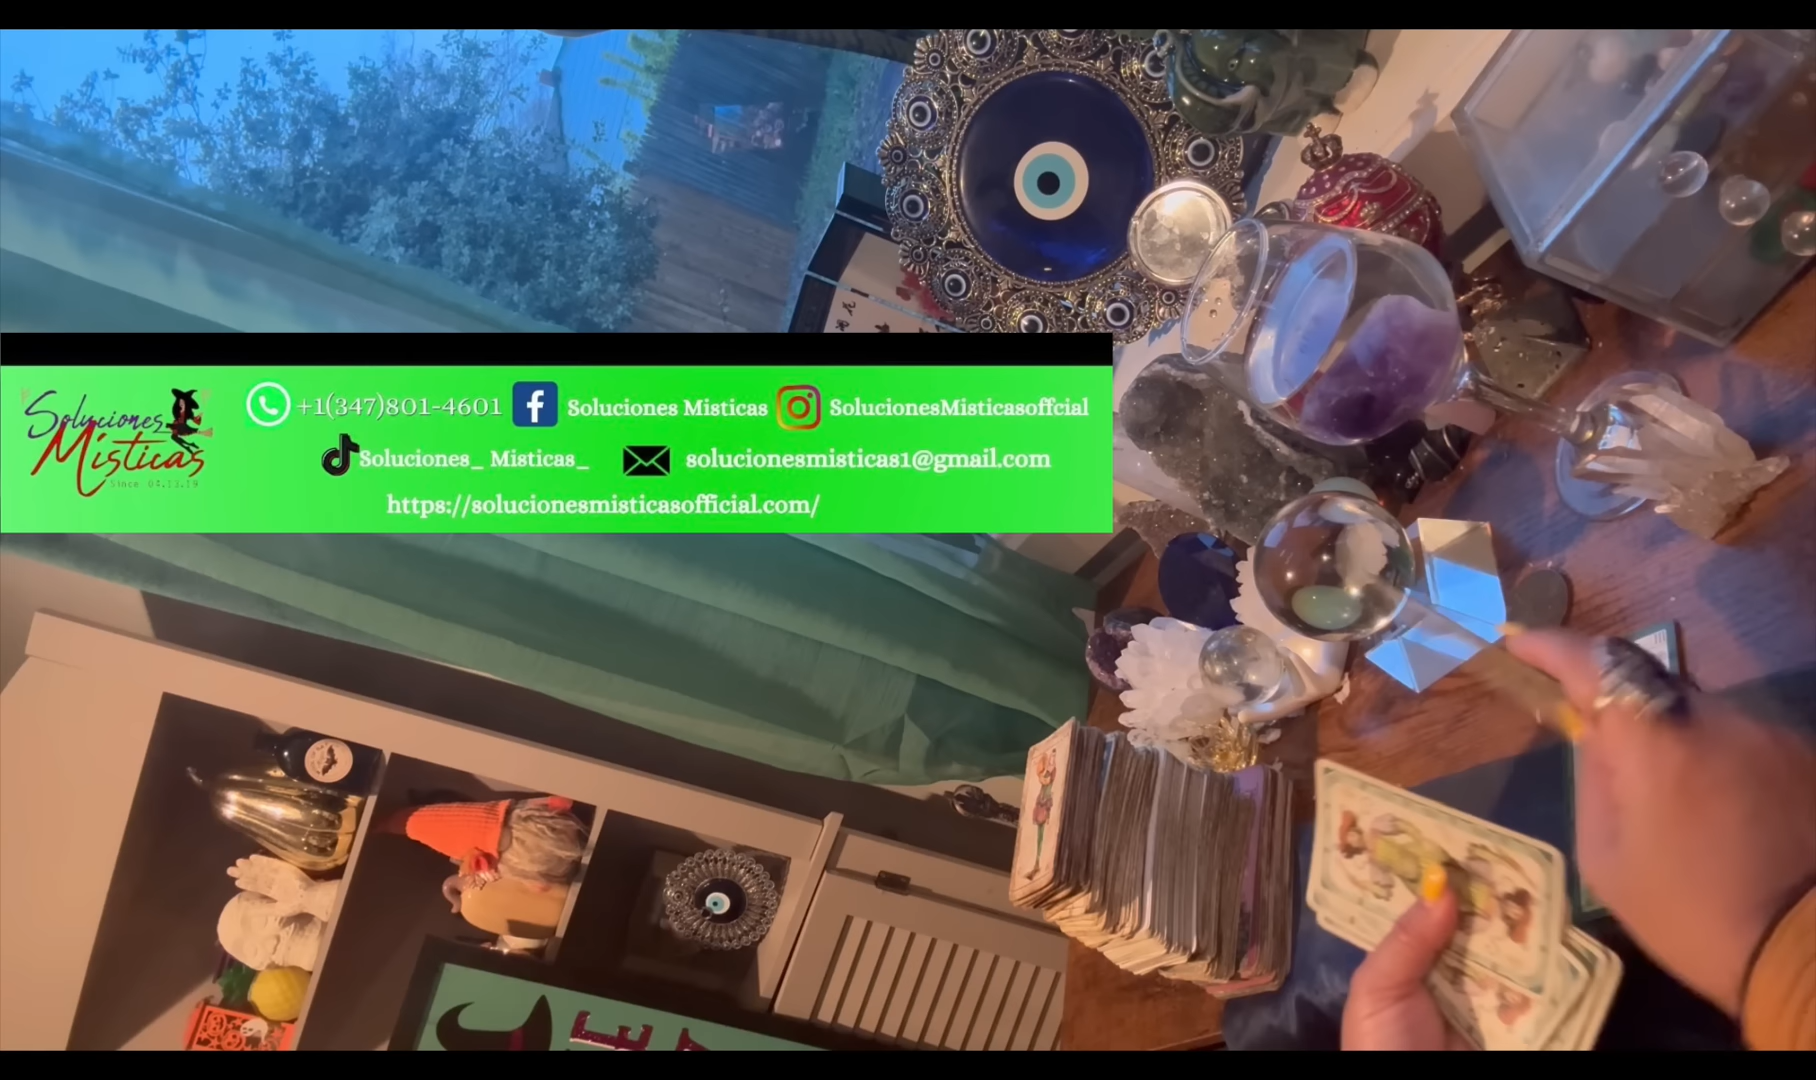 Soluciones
Místicas
Since 04.13.19
+1(347)801-4601
Soluciones Misticas
SolucionesMisticasoffcial
Soluciones_ Misticas_
solucionesmisticas1@gmail.com
https://solucionesmisticasofficial.com/